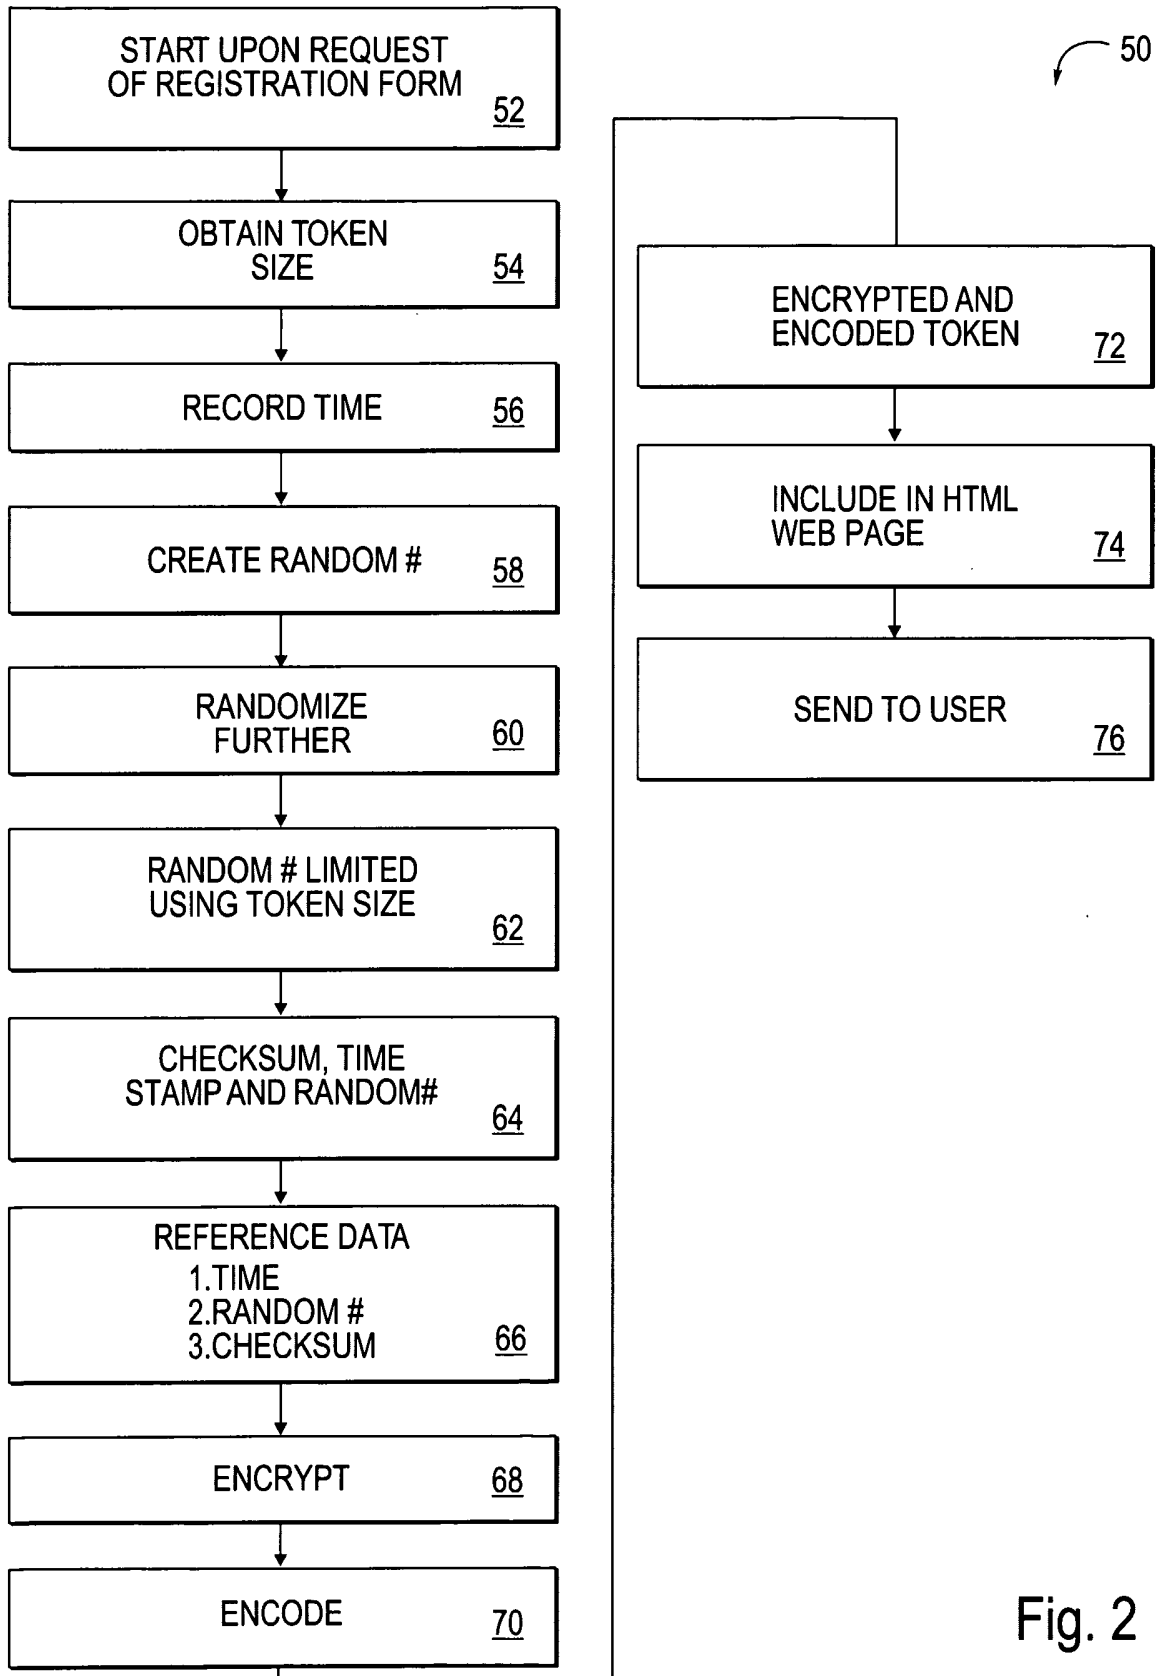 START UPON REQUEST
OF REGISTRATION FORM
52
OBTAIN TOKEN
SIZE
54
RECORD TIME
56
CREATE RANDOM #
58
RANDOMIZE
FURTHER
60
RANDOM # LIMITED
USING TOKEN SIZE
62
CHECKSUM, TIME
STAMP AND RANDOM#
64
REFERENCE DATA
1.TIME
2.RANDOM #
3.CHECKSUM
66
ENCRYPT
68
ENCODE
70
50
ENCRYPTED AND
ENCODED TOKEN
72
INCLUDE IN HTML
WEB PAGE
74
SEND TO USER
76
Fig. 2